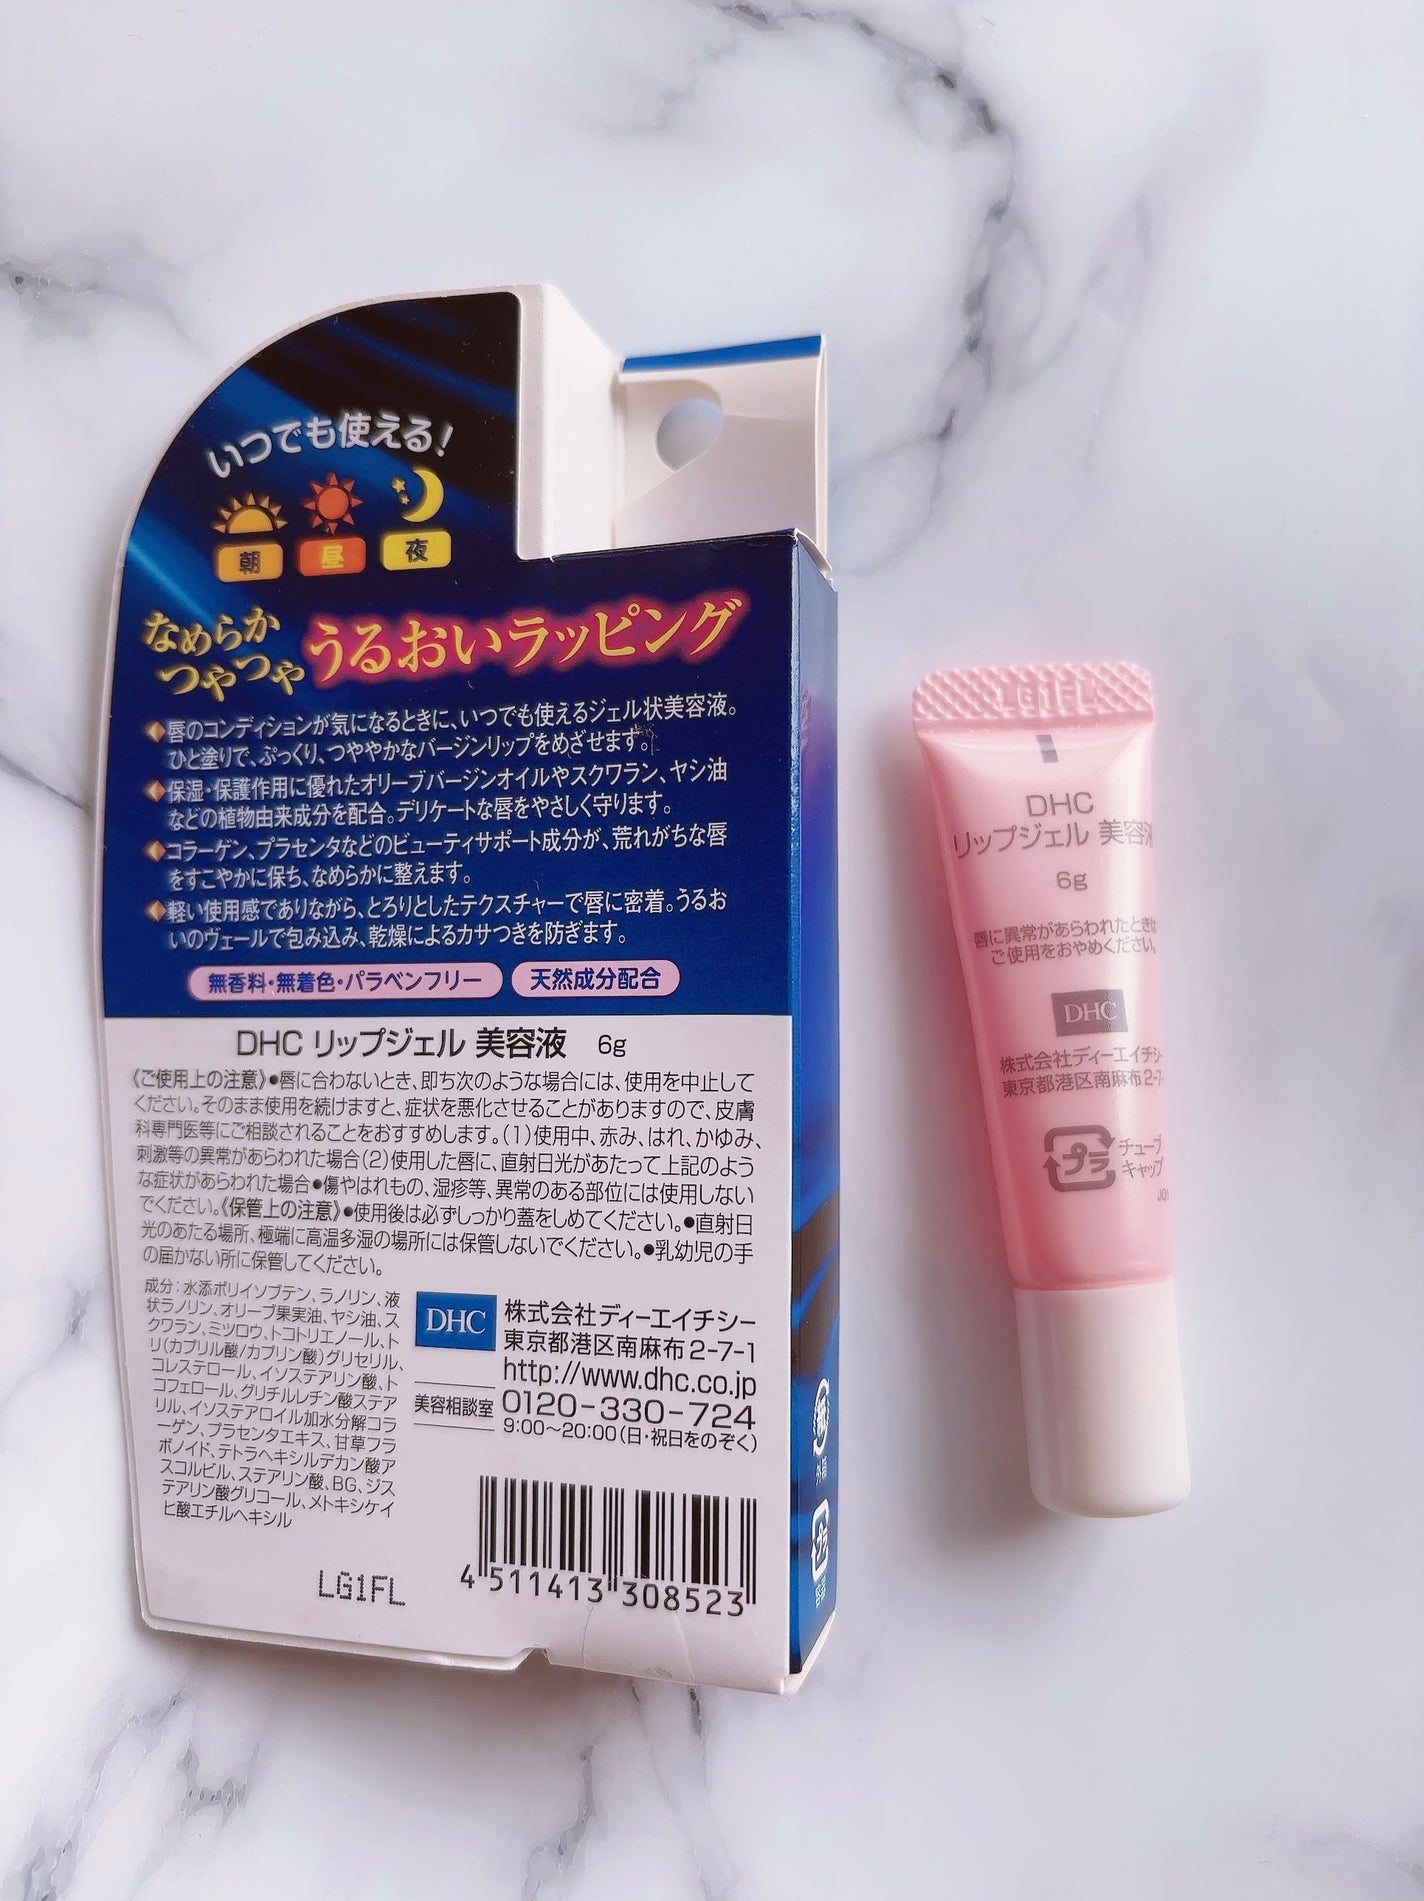 いつでも使える!
朝 昼 夜
なめらか
つやつや
うるおいラッピング
唇のコンディションが気になるときに、いつでも使えるジェル状美容液。
ひと塗りで、ぷっくり、つややかなバージンリップをめざせます。
保湿・保護作用に優れたオリーブバージンオイルやスクワラン、ヤシ油
などの植物由来成分を配合。デリケートな唇をやさしく守ります。
コラーゲン、プラセンタなどのビューティサポート成分が、荒れがちな唇
をすこやかに保ち、なめらかに整えます。
軽い使用感でありながら、とろりとしたテクスチャーで唇に密着。うるお
いのヴェールで包み込み、乾燥によるカサつきを防ぎます。
無香料・無着色・パラベンフリー 天然成分配合
DHC リップジェル 美容液 6g
《ご使用上の注意》●唇に合わないとき、即ち次のような場合には、使用を中止して
ください。そのまま使用を続けますと、症状を悪化させることがありますので、皮膚
科専門医等にご相談されることをおすすめします。(1)使用中、赤み、はれ、かゆみ、
刺激等の異常があらわれた場合(2)使用した唇に、直射日光があたって上記のよう
な症状があらわれた場合●傷やはれもの、湿疹等、異常のある部位には使用しない
でください。《保管上の注意》●使用後は必ずしっかり蓋をしめてください。●直射日
光のあたる場所、極端に高温多湿の場所には保管しないでください。●乳幼児の手
の届かない所に保管してください。
成分:水添ポリイソブテン、ラノリン、液
状ラノリン、オリーブ果実油、ヤシ油、ス
クワラン、ミツロウ、トコトリエノール、ト
リ(カプリル酸/カプリン酸)グリセリル、
コレステロール、イソステアリン酸、ト
コフェロール、グリチルレチン酸ステア
リル、イソステアロイル加水分解コラ
ーゲン、プラセンタエキス、甘草フラ
ボノイド、テトラヘキシルデカン酸ア
スコルビル、ステアリン酸、BG、ジス
テアリン酸グリコール、メトキシケイ
ヒ酸エチルヘキシル
DHC
株式会社ディーエイチシー
東京都港区南麻布2-7-1
http://www.dhc.co.jp
美容相談室 0120-330-724
9:00〜20:00(日・祝日をのぞく)
LG1FL
4 511413 308523
紙
外箱
プラ
LG1FL
DHC
リップジェル 美容液
6g
唇に異常があらわれたときは
ご使用をおやめください。
DHC
株式会社ディーエイチシー
東京都港区南麻布2-7-
プラ
チューブ
キャップ
J01